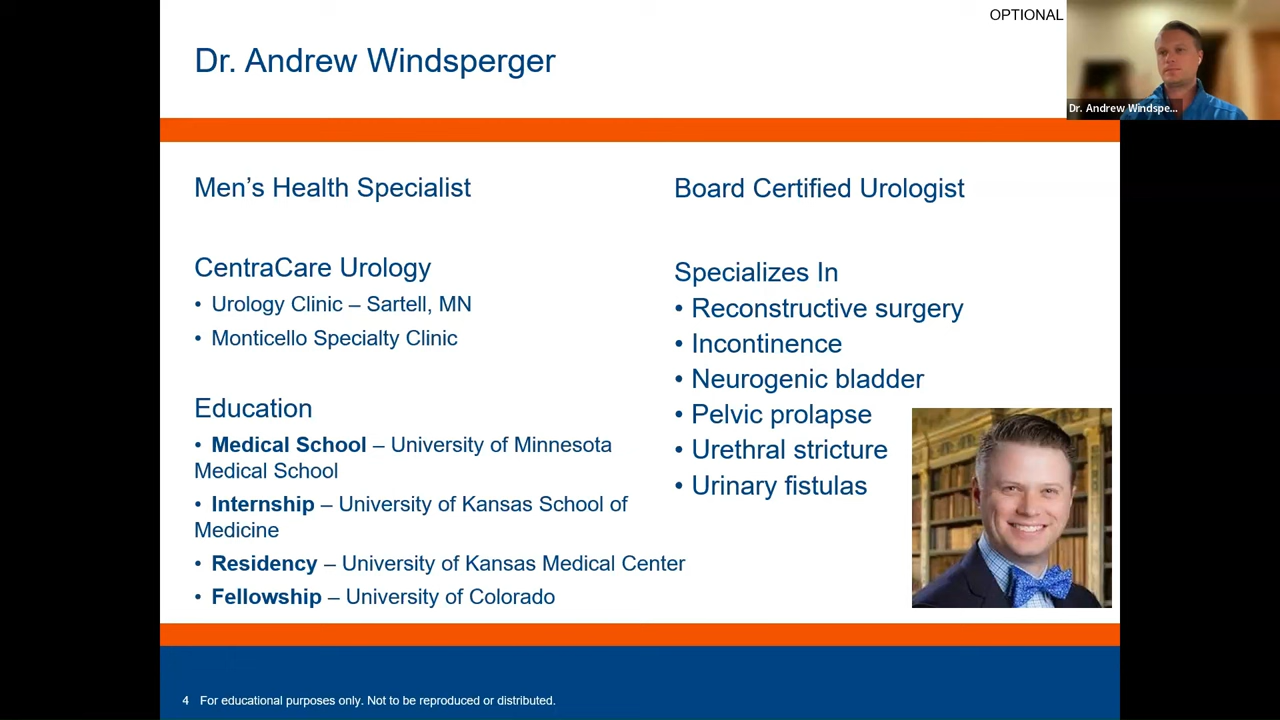 OPTIONAL
Dr. Andrew Windsperger
Dr. Andrew Windspe...
Men's Health Specialist
CentraCare Urology
• Urology Clinic – Sartell, MN
• Monticello Specialty Clinic
Education
• Medical School – University of Minnesota
Medical School
• Internship – University of Kansas School of
Medicine
• Residency – University of Kansas Medical Center
• Fellowship – University of Colorado
Board Certified Urologist
Specializes In
• Reconstructive surgery
• Incontinence
• Neurogenic bladder
• Pelvic prolapse
• Urethral stricture
• Urinary fistulas
4 For educational purposes only. Not to be reproduced or distributed.